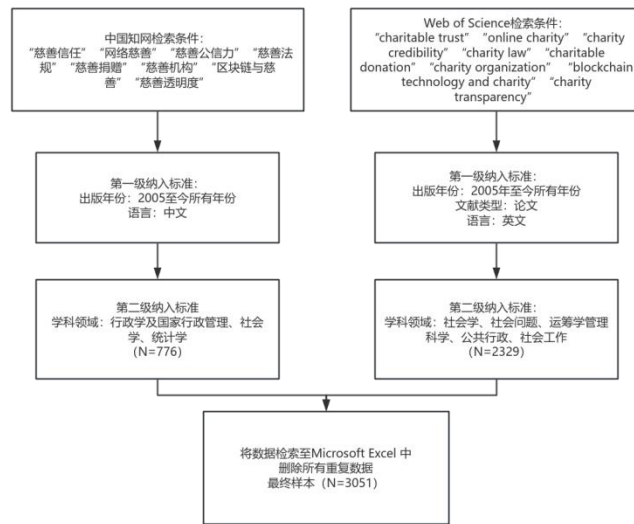 中国知网检索条件：
“慈善信任” “网络慈善” “慈善公信力” “慈善法
规” “慈善捐赠” “慈善机构” “区块链与慈
善” “慈善透明度”
Web of Science检索条件：
“charitable trust” “online charity” “charity
credibility” “charity law” “charitable
donation” “charity organization” “blockchain
technology and charity” “charity
transparency”
第一级纳入标准：
出版年份：2005至今所有年份
语言：中文
第一级纳入标准：
出版年份：2005年至今所有年份
文献类型：论文
语言：英文
第二级纳入标准
学科领域：行政学及国家行政管理、社会
学、统计学
（N=776）
第二级纳入标准：
学科领域：社会学、社会问题、运筹学管理
科学、公共行政、社会工作
（N=2329）
将数据检索至Microsoft Excel 中
删除所有重复数据
最终样本（N=3051）